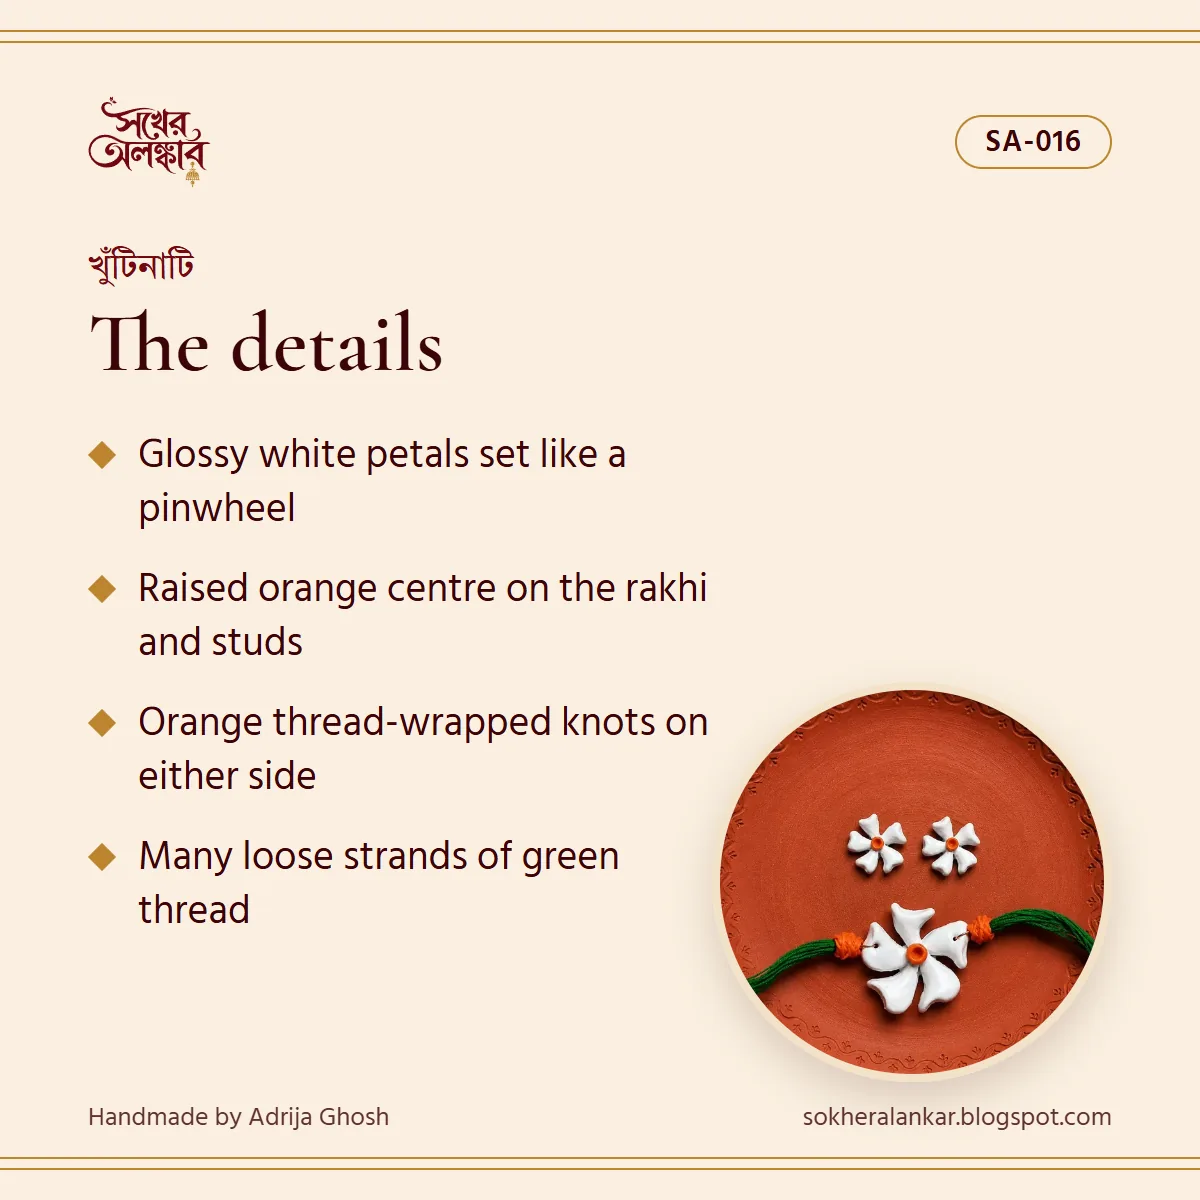 সখের
অলঙ্কার
SA-016
খুঁটিনাটি
The details
Glossy white petals set like a
pinwheel
Raised orange centre on the rakhi
and studs
Orange thread-wrapped knots on
either side
Many loose strands of green
thread
Handmade by Adrija Ghosh
sokheralankar.blogspot.com